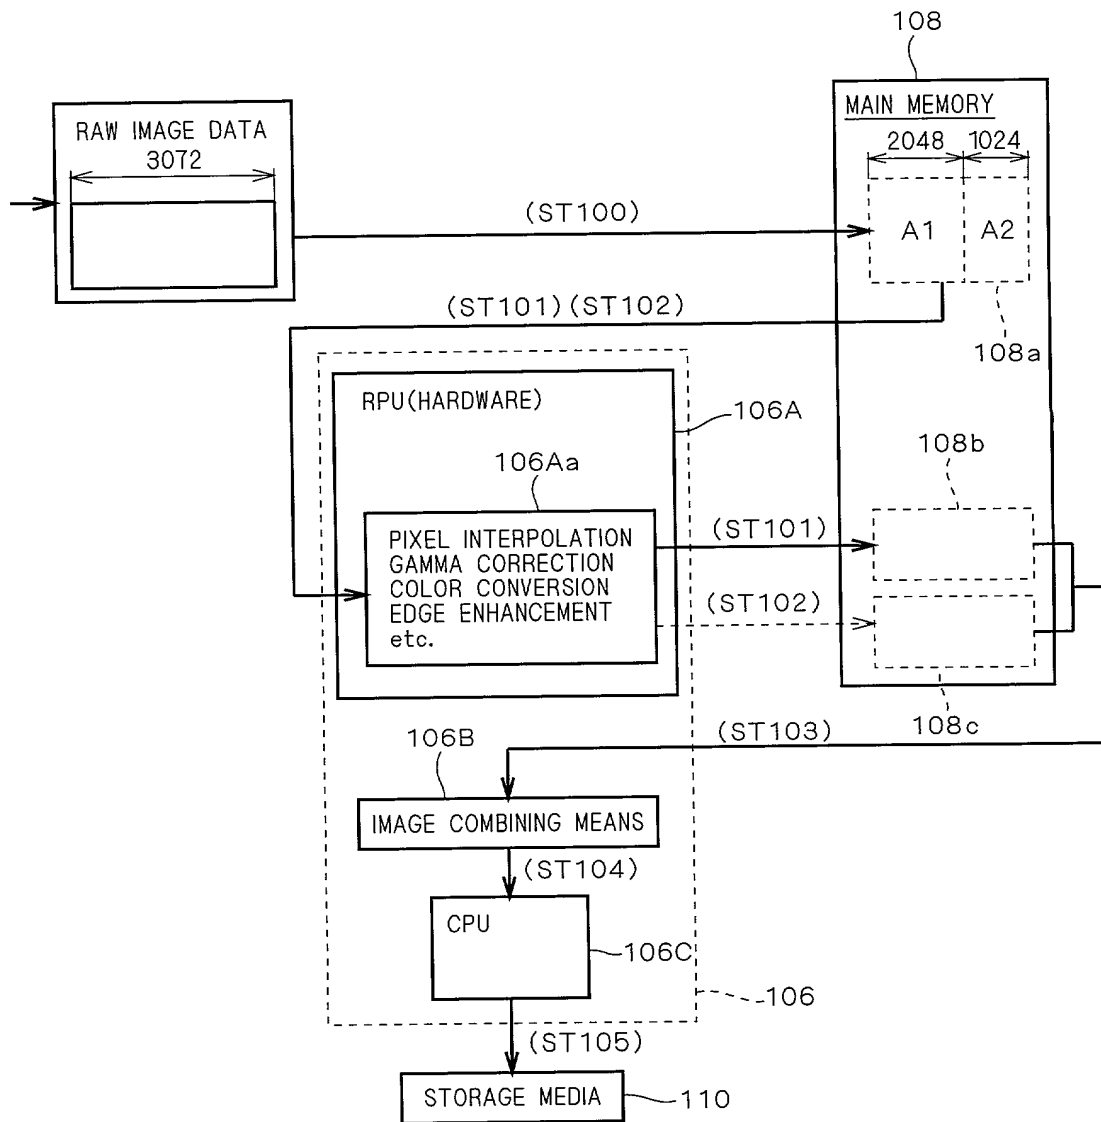 108
RAW IMAGE DATA
3072
MAIN MEMORY
2048
1024
A1
A2
(ST100)
(ST101)(ST102)
108a
RPU(HARDWARE)
106A
106Aa
108b
PIXEL INTERPOLATION
GAMMA CORRECTION
COLOR CONVERSION
EDGE ENHANCEMENT
etc.
(ST101)
(ST102)
108c
(ST103)
106B
IMAGE COMBINING MEANS
(ST104)
CPU
106C
106
(ST105)
STORAGE MEDIA
110